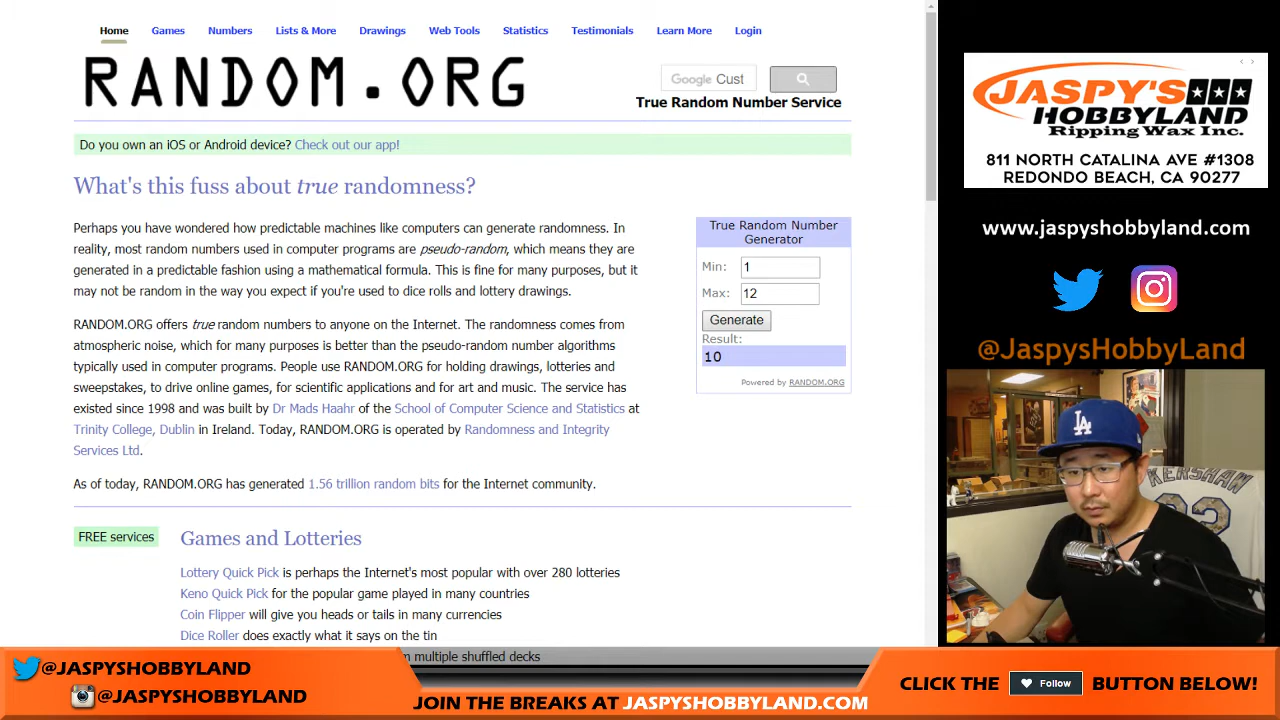 Home Games Numbers Lists & More Drawings Web Tools Statistics Testimonials Learn More Login
RANDOM.ORG
Google Cust
True Random Number Service
Do you own an iOS or Android device? Check out our app!
What's this fuss about true randomness?
Perhaps you have wondered how predictable machines like computers can generate randomness. In
reality, most random numbers used in computer programs are pseudo-random, which means they are
generated in a predictable fashion using a mathematical formula. This is fine for many purposes, but it
may not be random in the way you expect if you're used to dice rolls and lottery drawings.
RANDOM.ORG offers true random numbers to anyone on the Internet. The randomness comes from
atmospheric noise, which for many purposes is better than the pseudo-random number algorithms
typically used in computer programs. People use RANDOM.ORG for holding drawings, lotteries and
sweepstakes, to drive online games, for scientific applications and for art and music. The service has
existed since 1998 and was built by Dr Mads Haahr of the School of Computer Science and Statistics at
Trinity College, Dublin in Ireland. Today, RANDOM.ORG is operated by Randomness and Integrity
Services Ltd.
As of today, RANDOM.ORG has generated 1.56 trillion random bits for the Internet community.
True Random Number
Generator
Min: 1
Max: 12
Generate
Result:
10
Powered by RANDOM.ORG
FREE services
Games and Lotteries
Lottery Quick Pick is perhaps the Internet's most popular with over 280 lotteries
Keno Quick Pick for the popular game played in many countries
Coin Flipper will give you heads or tails in many currencies
Dice Roller does exactly what it says on the tin
multiple shuffled decks
JASPY'S
HOBBYLAND
Ripping Wax Inc.
811 NORTH CATALINA AVE #1308
REDONDO BEACH, CA 90277
www.jaspyshobbyland.com
@JaspysHobbyLand
LA
KERSHAW
22
@JASPYSHOBBYLAND
@JASPYSHOBBYLAND
JOIN THE BREAKS AT JASPYSHOBBYLAND.COM
CLICK THE Follow BUTTON BELOW!